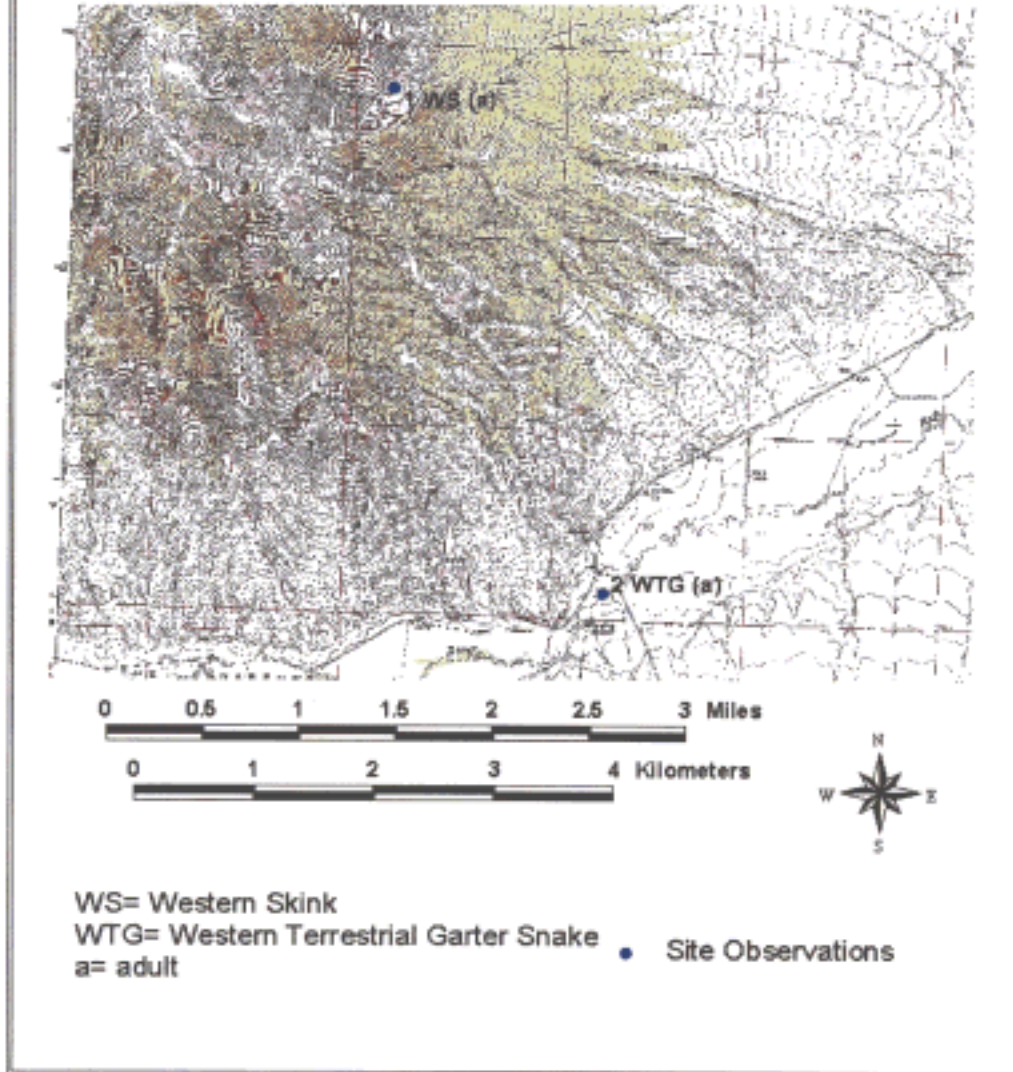 1 WS (a)
2 WTG (a)
0 0.5 1 1.5 2 2.5 3 Miles
0 1 2 3 4 Kilometers
N
W E
S
WS= Western Skink
WTG= Western Terrestrial Garter Snake
a= adult
Site Observations